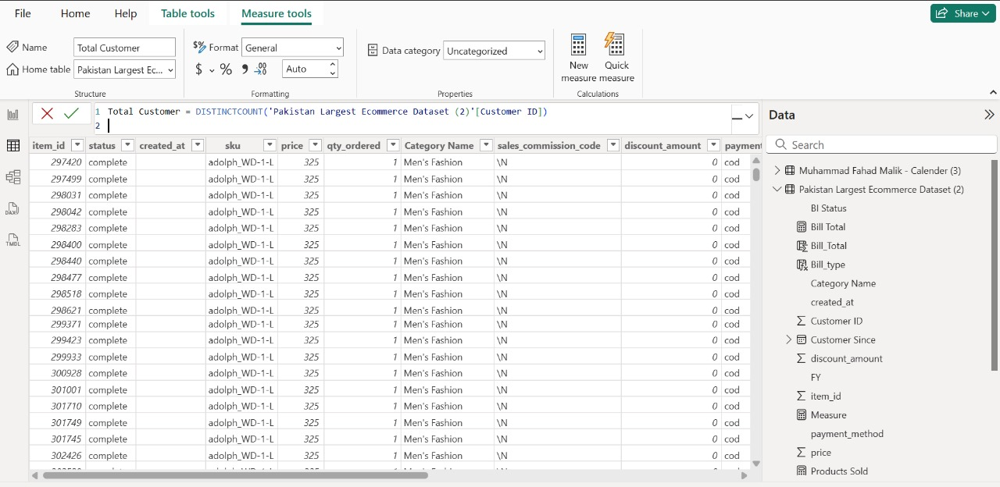 File Home Help Table tools Measure tools Share
Name Total Customer $% Format General Data category Uncategorized New measure Quick measure
Home table Pakistan Largest Ec... $ % 9 .00 Auto
Structure Formatting Properties Calculations
1 Total Customer = DISTINCTCOUNT('Pakistan Largest Ecommerce Dataset (2)'[Customer ID])
2
item_id status created_at sku price qty_ordered Category Name sales_commission_code discount_amount payment
297420 complete adolph_WD-1-L 325 1 Men's Fashion \N 0 cod
297499 complete adolph_WD-1-L 325 1 Men's Fashion \N 0 cod
298031 complete adolph_WD-1-L 325 1 Men's Fashion \N 0 cod
298042 complete adolph_WD-1-L 325 1 Men's Fashion \N 0 cod
298283 complete adolph_WD-1-L 325 1 Men's Fashion \N 0 cod
298400 complete adolph_WD-1-L 325 1 Men's Fashion \N 0 cod
298440 complete adolph_WD-1-L 325 1 Men's Fashion \N 0 cod
298477 complete adolph_WD-1-L 325 1 Men's Fashion \N 0 cod
298518 complete adolph_WD-1-L 325 1 Men's Fashion \N 0 cod
298621 complete adolph_WD-1-L 325 1 Men's Fashion \N 0 cod
299371 complete adolph_WD-1-L 325 1 Men's Fashion \N 0 cod
299423 complete adolph_WD-1-L 325 1 Men's Fashion \N 0 cod
299933 complete adolph_WD-1-L 325 1 Men's Fashion \N 0 cod
300928 complete adolph_WD-1-L 325 1 Men's Fashion \N 0 cod
301001 complete adolph_WD-1-L 325 1 Men's Fashion \N 0 cod
301710 complete adolph_WD-1-L 325 1 Men's Fashion \N 0 cod
301749 complete adolph_WD-1-L 325 1 Men's Fashion \N 0 cod
301745 complete adolph_WD-1-L 325 1 Men's Fashion \N 0 cod
302426 complete adolph_WD-1-L 325 1 Men's Fashion \N 0 cod
DAX
TMDL
Data
Search
Muhammad Fahad Malik - Calender (3)
Pakistan Largest Ecommerce Dataset (2)
BI Status
Bill Total
Bill_Total
Bill_type
Category Name
created_at
Customer ID
Customer Since
discount_amount
FY
item_id
Measure
payment_method
price
Products Sold